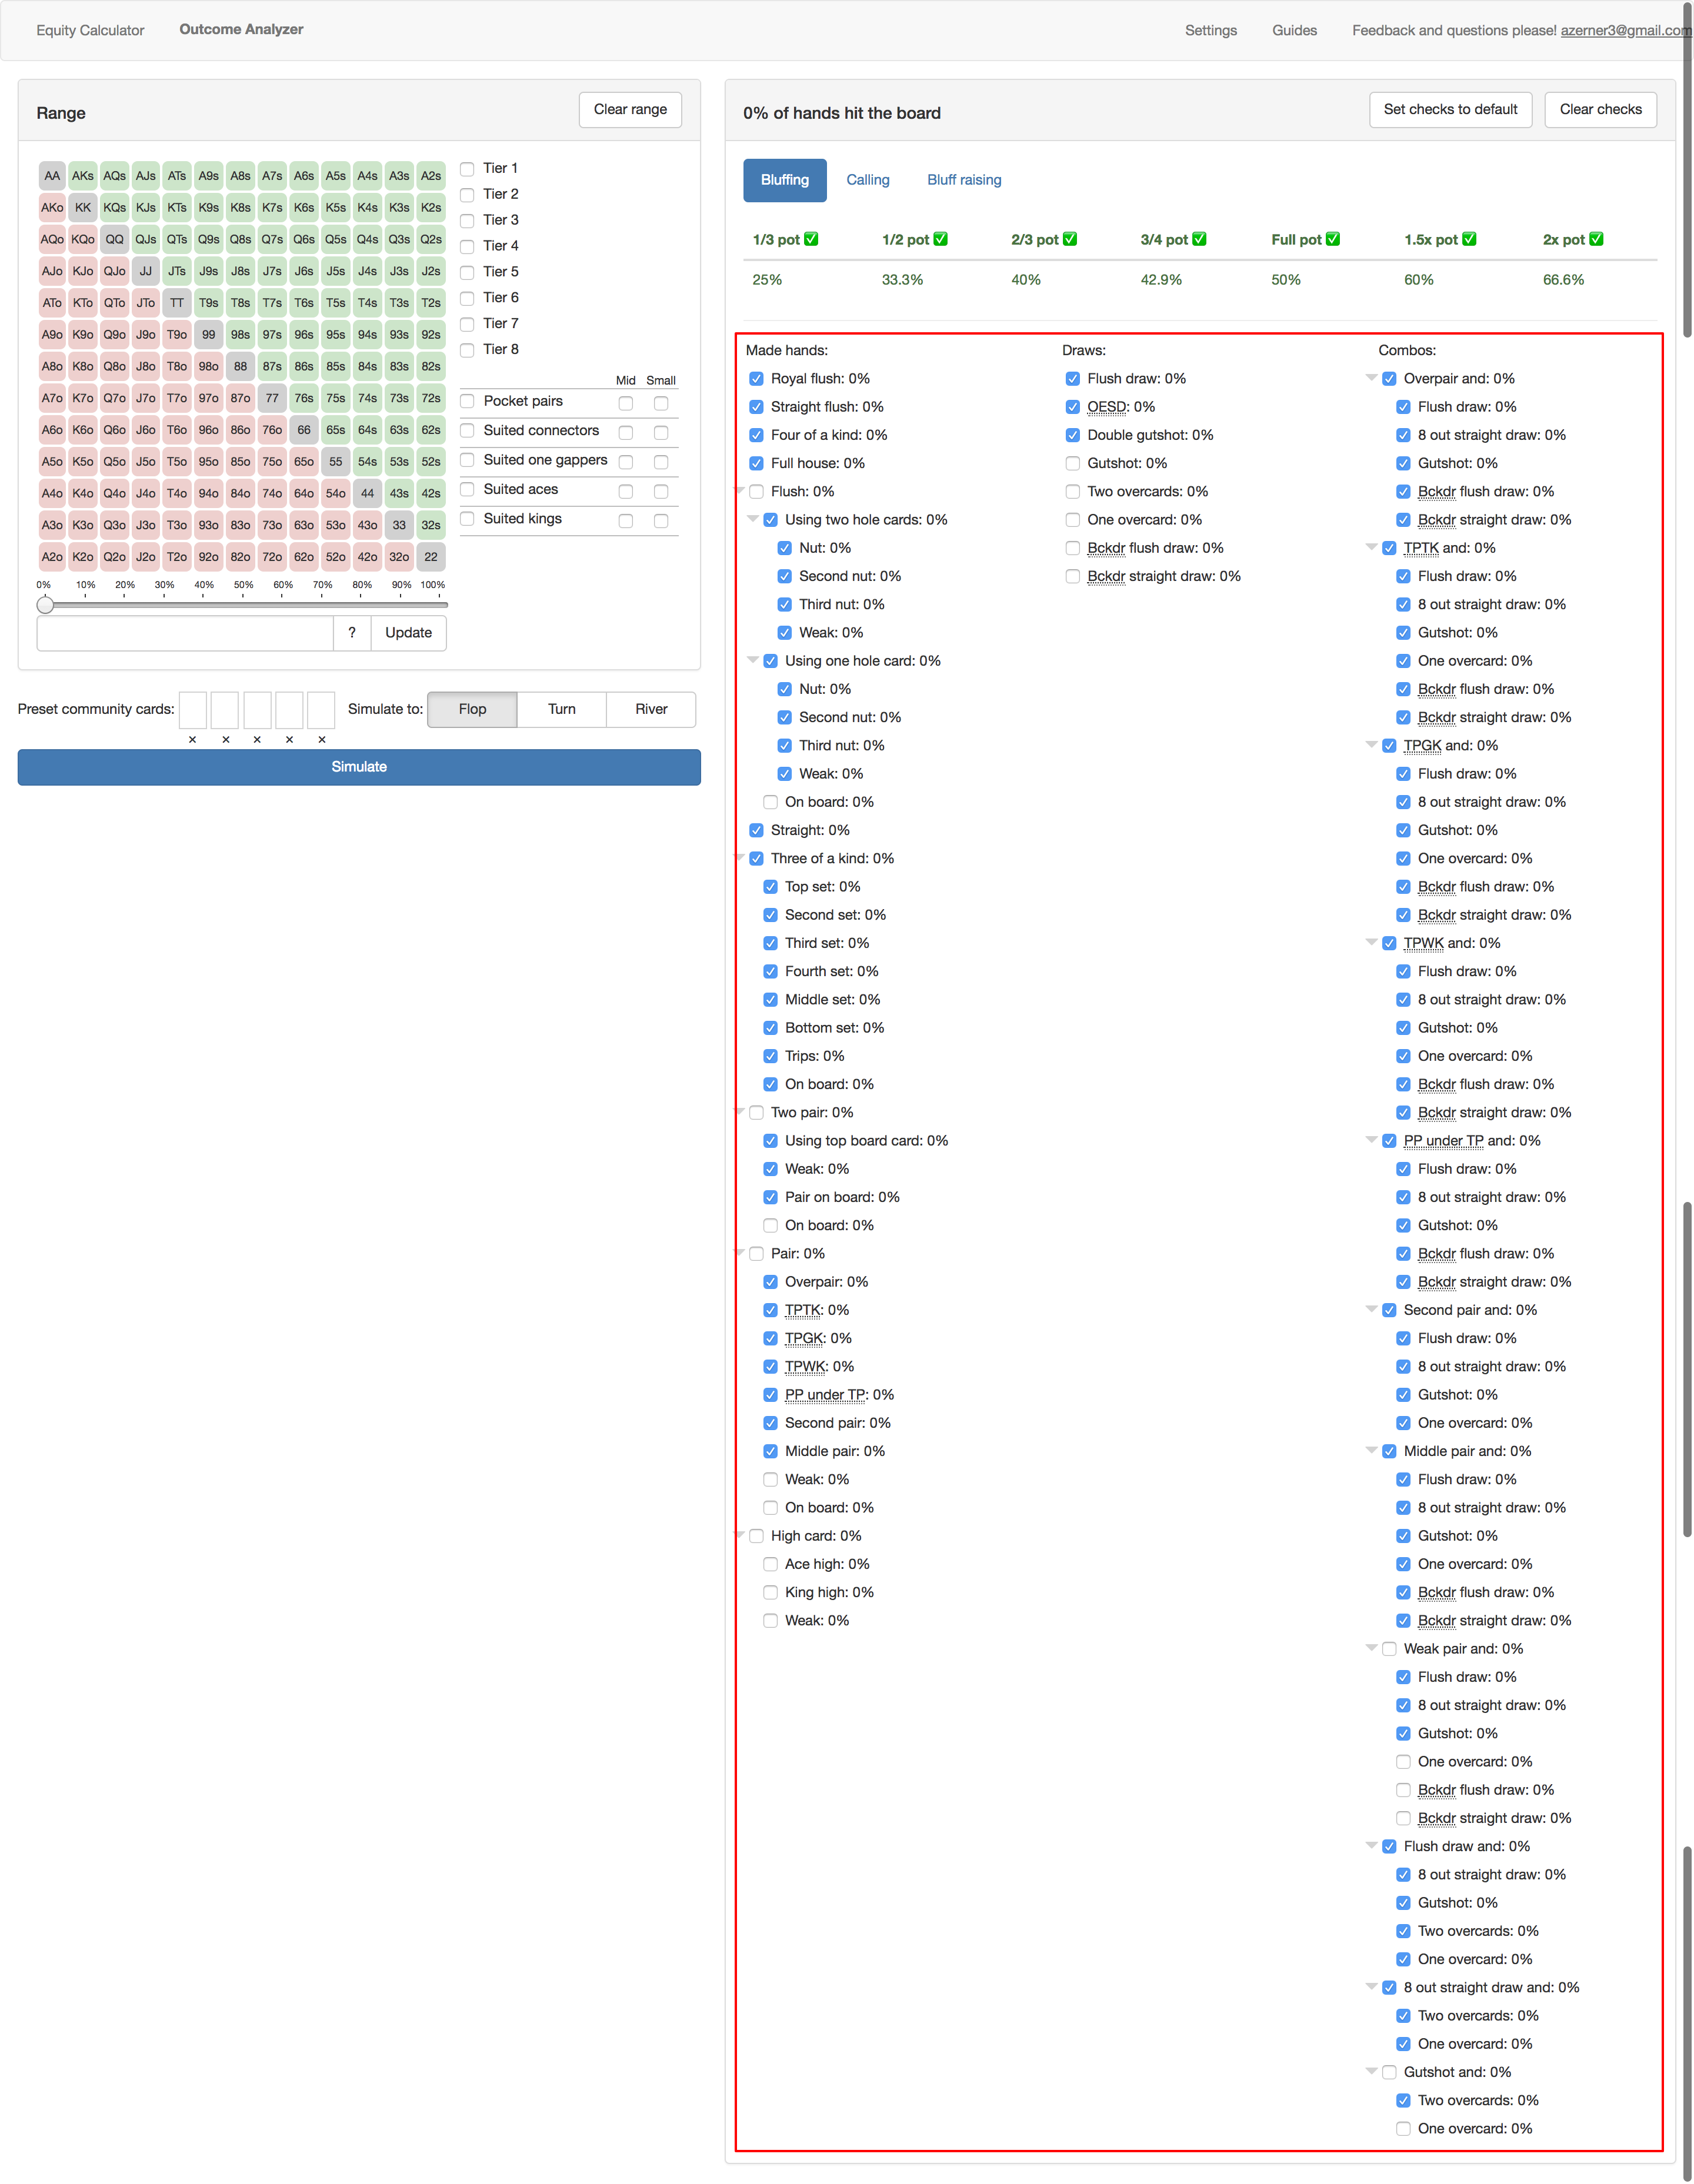 Equity Calculator Outcome Analyzer Settings Guides Feedback and questions please! azerner3@gmail.com
Range Clear range
AA AKs AQs AJs ATs A9s A8s A7s A6s A5s A4s A3s A2s
AKo KK KQs KJs KTs K9s K8s K7s K6s K5s K4s K3s K2s
AQo KQo QQ QJs QTs Q9s Q8s Q7s Q6s Q5s Q4s Q3s Q2s
AJo KJo QJo JJ JTs J9s J8s J7s J6s J5s J4s J3s J2s
ATo KTo QTo JTo TT T9s T8s T7s T6s T5s T4s T3s T2s
A9o K9o Q9o J9o T9o 99 98s 97s 96s 95s 94s 93s 92s
A8o K8o Q8o J8o T8o 98o 88 87s 86s 85s 84s 83s 82s
A7o K7o Q7o J7o T7o 97o 87o 77 76s 75s 74s 73s 72s
A6o K6o Q6o J6o T6o 96o 86o 76o 66 65s 64s 63s 62s
A5o K5o Q5o J5o T5o 95o 85o 75o 65o 55 54s 53s 52s
A4o K4o Q4o J4o T4o 94o 84o 74o 64o 54o 44 43s 42s
A3o K3o Q3o J3o T3o 93o 83o 73o 63o 53o 43o 33 32s
A2o K2o Q2o J2o T2o 92o 82o 72o 62o 52o 42o 32o 22
0% 10% 20% 30% 40% 50% 60% 70% 80% 90% 100%
? Update
Tier 1
Tier 2
Tier 3
Tier 4
Tier 5
Tier 6
Tier 7
Tier 8
Mid Small
Pocket pairs
Suited connectors
Suited one gappers
Suited aces
Suited kings
Preset community cards: Simulate to: Flop Turn River
× × × × ×
Simulate
0% of hands hit the board Set checks to default Clear checks
Bluffing Calling Bluff raising
1/3 pot ✅ 1/2 pot ✅ 2/3 pot ✅ 3/4 pot ✅ Full pot ✅ 1.5x pot ✅ 2x pot ✅
25% 33.3% 40% 42.9% 50% 60% 66.6%
Made hands:
Royal flush: 0%
Straight flush: 0%
Four of a kind: 0%
Full house: 0%
Flush: 0%
Using two hole cards: 0%
Nut: 0%
Second nut: 0%
Third nut: 0%
Weak: 0%
Using one hole card: 0%
Nut: 0%
Second nut: 0%
Third nut: 0%
Weak: 0%
On board: 0%
Straight: 0%
Three of a kind: 0%
Top set: 0%
Second set: 0%
Third set: 0%
Fourth set: 0%
Middle set: 0%
Bottom set: 0%
Trips: 0%
On board: 0%
Two pair: 0%
Using top board card: 0%
Weak: 0%
Pair on board: 0%
On board: 0%
Pair: 0%
Overpair: 0%
TPTK: 0%
TPGK: 0%
TPWK: 0%
PP under TP: 0%
Second pair: 0%
Middle pair: 0%
Weak: 0%
On board: 0%
High card: 0%
Ace high: 0%
King high: 0%
Weak: 0%
Draws:
Flush draw: 0%
OESD: 0%
Double gutshot: 0%
Gutshot: 0%
Two overcards: 0%
One overcard: 0%
Bckdr flush draw: 0%
Bckdr straight draw: 0%
Combos:
Overpair and: 0%
Flush draw: 0%
8 out straight draw: 0%
Gutshot: 0%
Bckdr flush draw: 0%
Bckdr straight draw: 0%
TPTK and: 0%
Flush draw: 0%
8 out straight draw: 0%
Gutshot: 0%
One overcard: 0%
Bckdr flush draw: 0%
Bckdr straight draw: 0%
TPGK and: 0%
Flush draw: 0%
8 out straight draw: 0%
Gutshot: 0%
One overcard: 0%
Bckdr flush draw: 0%
Bckdr straight draw: 0%
TPWK and: 0%
Flush draw: 0%
8 out straight draw: 0%
Gutshot: 0%
One overcard: 0%
Bckdr flush draw: 0%
Bckdr straight draw: 0%
PP under TP and: 0%
Flush draw: 0%
8 out straight draw: 0%
Gutshot: 0%
Bckdr flush draw: 0%
Bckdr straight draw: 0%
Second pair and: 0%
Flush draw: 0%
8 out straight draw: 0%
Gutshot: 0%
One overcard: 0%
Middle pair and: 0%
Flush draw: 0%
8 out straight draw: 0%
Gutshot: 0%
One overcard: 0%
Bckdr flush draw: 0%
Bckdr straight draw: 0%
Weak pair and: 0%
Flush draw: 0%
8 out straight draw: 0%
Gutshot: 0%
One overcard: 0%
Bckdr flush draw: 0%
Bckdr straight draw: 0%
Flush draw and: 0%
8 out straight draw: 0%
Gutshot: 0%
Two overcards: 0%
One overcard: 0%
8 out straight draw and: 0%
Two overcards: 0%
One overcard: 0%
Gutshot and: 0%
Two overcards: 0%
One overcard: 0%